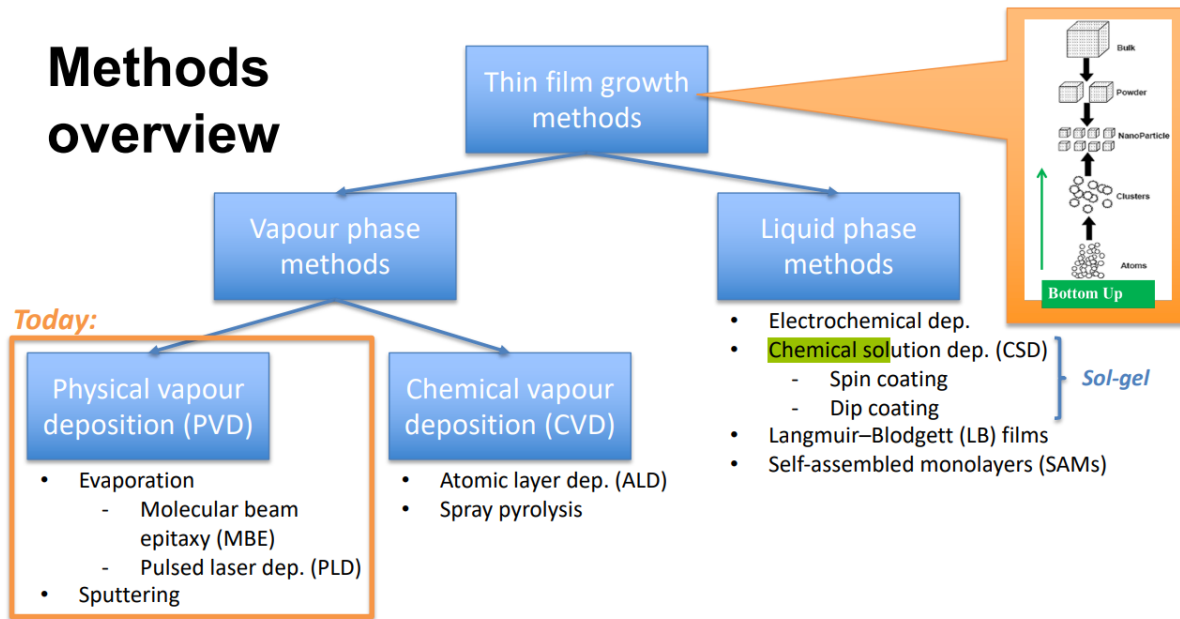 Methods
overview
Thin film growth
methods
Bulk
Powder
NanoParticle
Clusters
Atoms
Bottom Up
Vapour phase
methods
Liquid phase
methods
Today:
Physical vapour
deposition (PVD)
• Evaporation
- Molecular beam
epitaxy (MBE)
- Pulsed laser dep. (PLD)
• Sputtering
Chemical vapour
deposition (CVD)
• Atomic layer dep. (ALD)
• Spray pyrolysis
• Electrochemical dep.
• Chemical solution dep. (CSD)
- Spin coating
- Dip coating
Sol-gel
• Langmuir–Blodgett (LB) films
• Self-assembled monolayers (SAMs)